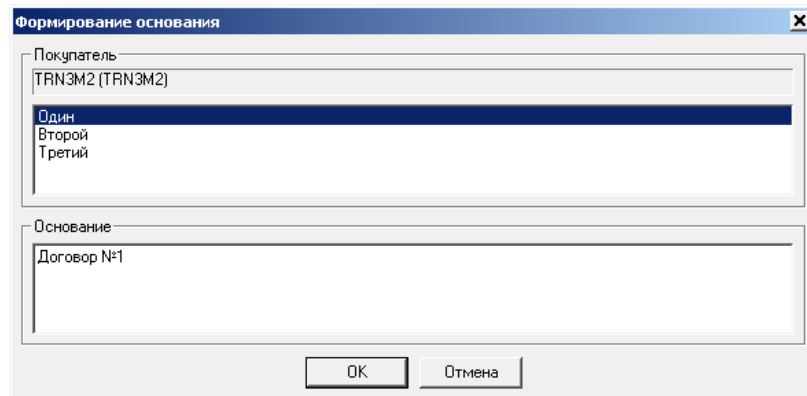 Формирование основания
Покупатель
TRN3M2 (TRN3M2)
Один
Второй
Третий
Основание
Договор №1
OK
Отмена